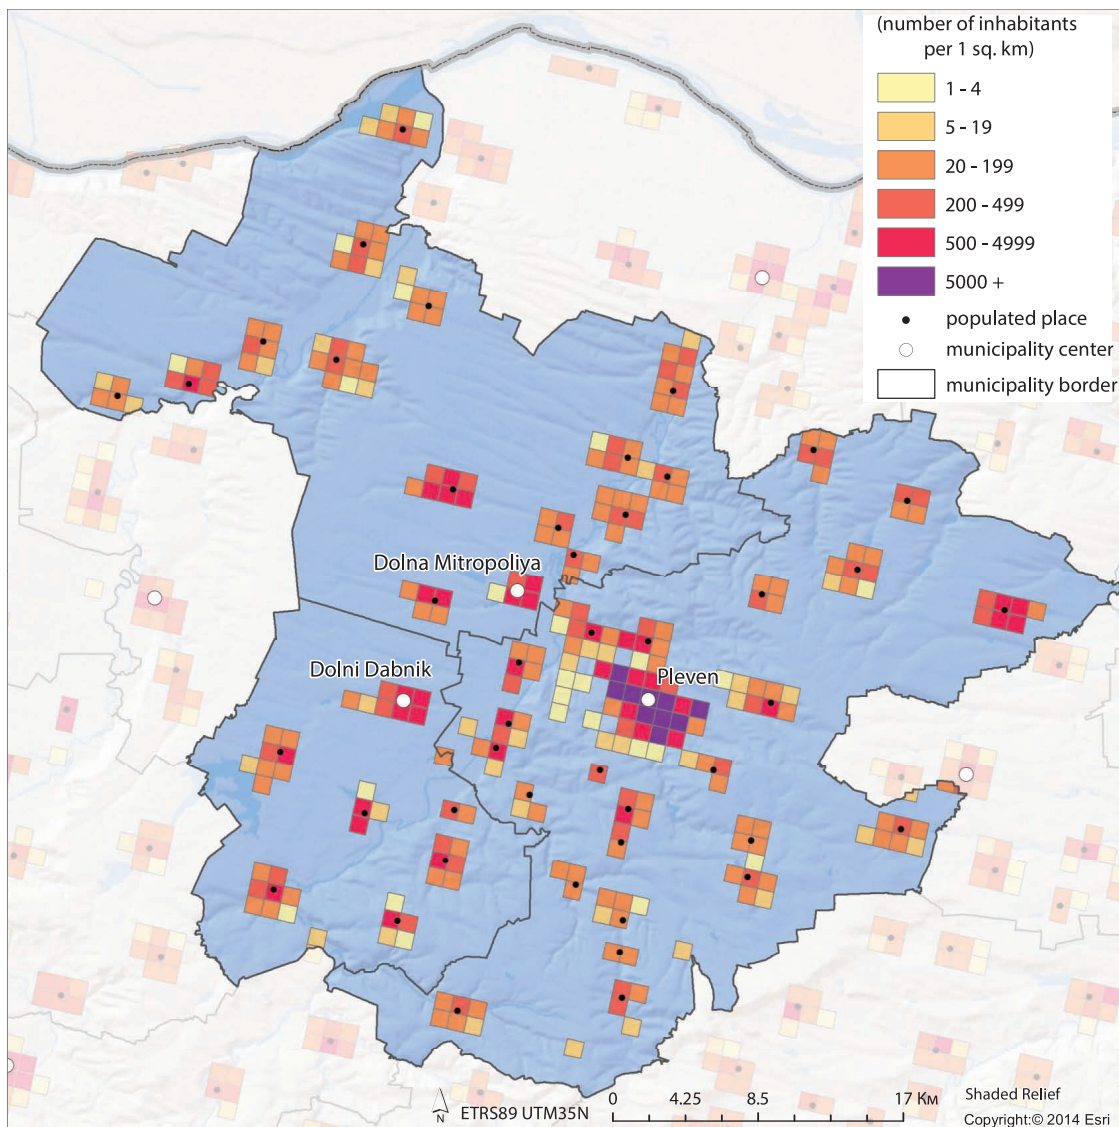 (number of inhabitants
per 1 sq. km)
1 - 4
5 - 19
20 - 199
200 - 499
500 - 4999
5000 +
populated place
municipality center
municipality border
Dolna Mitropoliya
Dolni Dabnik
Pleven
N
ETRS89 UTM35N
0 4.25 8.5 17 Км
Shaded Relief
Copyright:© 2014 Esri